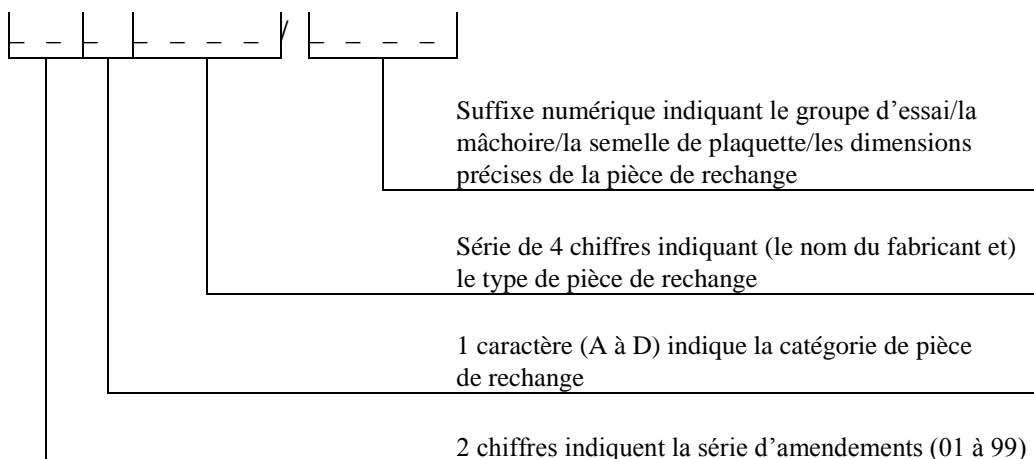 _ _ _ _ _ _ _ / _ _ _ _
Suffixe numérique indiquant le groupe d’essai/la
mâchoire/la semelle de plaquette/les dimensions
précises de la pièce de rechange
Série de 4 chiffres indiquant (le nom du fabricant et)
le type de pièce de rechange
1 caractère (A à D) indique la catégorie de pièce
de rechange
2 chiffres indiquent la série d’amendements (01 à 99)